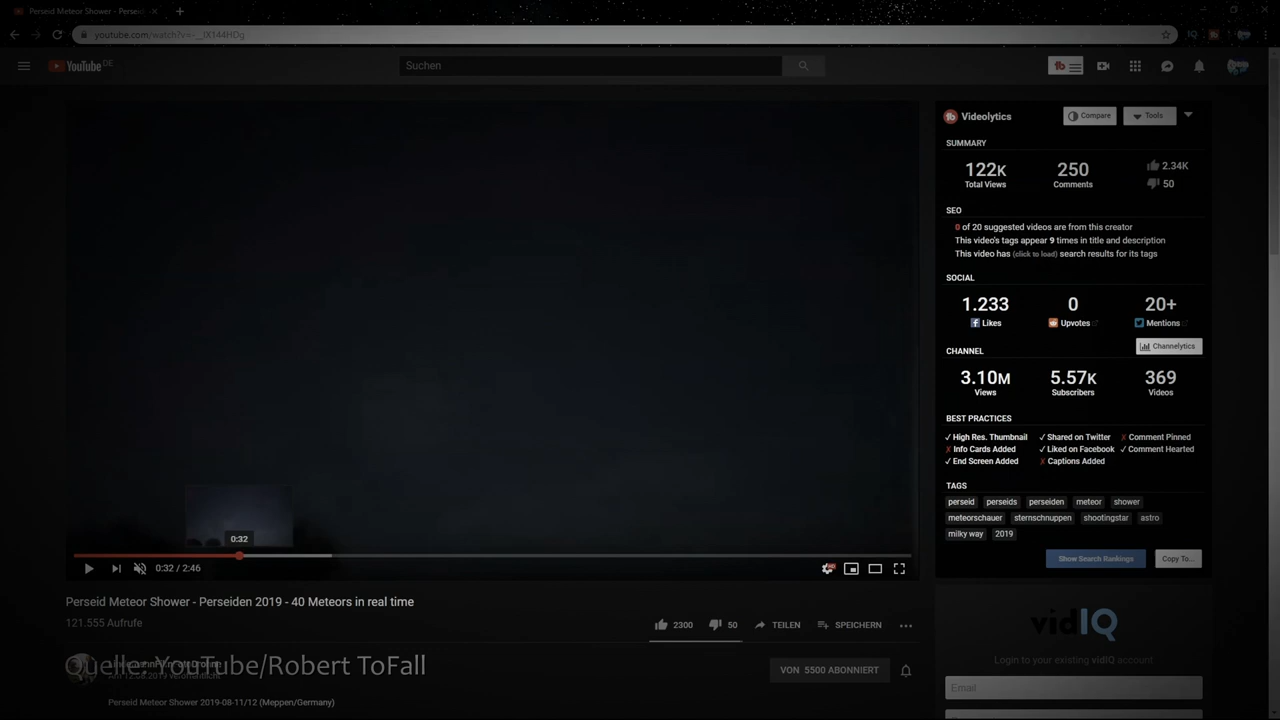 Perseid Meteor Shower - Perseid
youtube.com/watch?v=-__IX144HDg
YouTube DE
Suchen
Videolytics
Compare
Tools
SUMMARY
122K
250
2.34K
Total Views
Comments
50
SEO
0 of 20 suggested videos are from this creator
This video's tags appear 9 times in title and description
This video has (click to load) search results for its tags
SOCIAL
1.233
0
20+
Likes
Upvotes
Mentions
Channelytics
CHANNEL
3.10M
5.57K
369
Views
Subscribers
Videos
BEST PRACTICES
✓ High Res. Thumbnail ✓ Shared on Twitter ✗ Comment Pinned
✗ Info Cards Added ✓ Liked on Facebook ✓ Comment Hearted
✓ End Screen Added ✗ Captions Added
TAGS
perseid perseids perseiden meteor shower
meteorschauer sternschnuppen shootingstar astro
milky way 2019
Show Search Rankings
Copy To...
0:32
0:32 / 2:46
Perseid Meteor Shower - Perseiden 2019 - 40 Meteors in real time
121.555 Aufrufe
2300
50
TEILEN
SPEICHERN
Quelle: YouTube/Robert ToFall
VON 5500 ABONNIERT
Perseid Meteor Shower 2019-08-11/12 (Meppen/Germany)
vidIQ
Login to your existing vidIQ account
Email